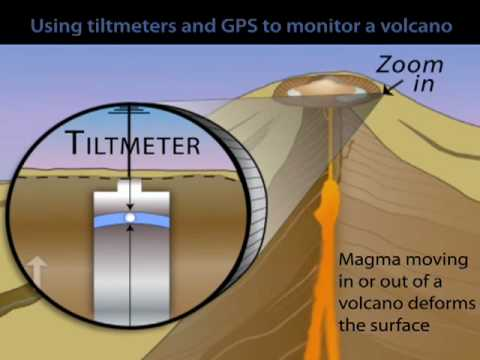 Using tiltmeters and GPS to monitor a volcano
Zoom
in
TILTMETER
Magma moving
in or out of a
volcano deforms
the surface